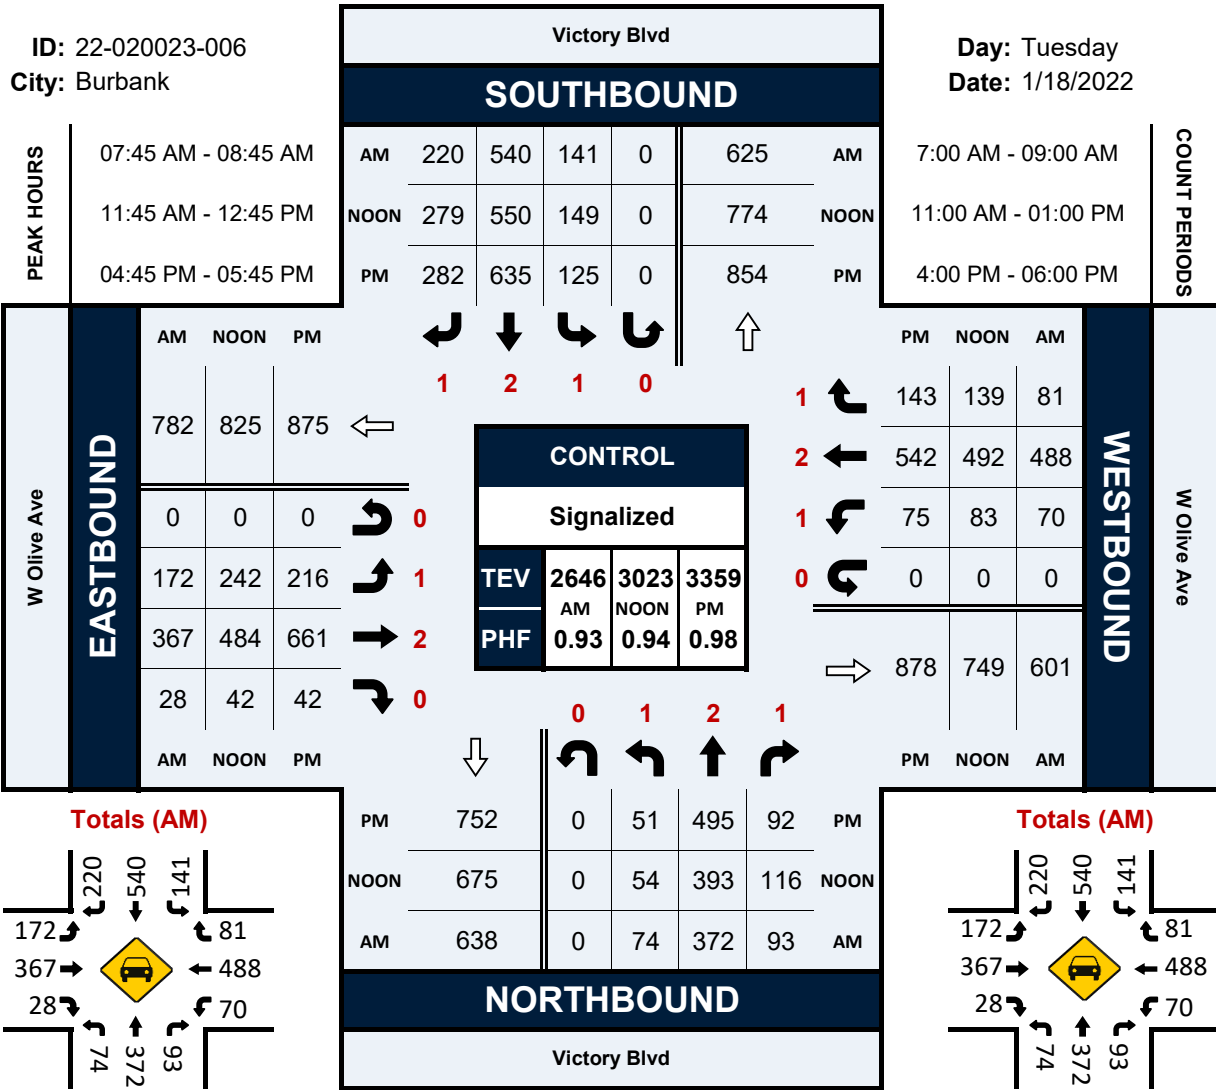 Victory Blvd
ID: 22-020023-006
Day: Tuesday
City: Burbank
Date: 1/18/2022
SOUTHBOUND
PEAK HOURS
07:45 AM - 08:45 AM
AM 220 540 141 0 625 AM
7:00 AM - 09:00 AM
COUNT PERIODS
11:45 AM - 12:45 PM
NOON 279 550 149 0 774 NOON
11:00 AM - 01:00 PM
04:45 PM - 05:45 PM
PM 282 635 125 0 854 PM
4:00 PM - 06:00 PM
1 2 1 0
W Olive Ave
EASTBOUND
AM NOON PM
782 825 875
0 0 0 0
172 242 216 1
367 484 661 2
28 42 42 0
AM NOON PM
CONTROL
Signalized
TEV 2646 3023 3359
AM NOON PM
PHF 0.93 0.94 0.98
PM NOON AM
1 143 139 81
2 542 492 488
1 75 83 70
0 0 0 0
878 749 601
PM NOON AM
WESTBOUND
W Olive Ave
0 1 2 1
PM 752 0 51 495 92 PM
NOON 675 0 54 393 116 NOON
AM 638 0 74 372 93 AM
NORTHBOUND
Victory Blvd
Totals (AM)
220 540 141
172 81
367 488
28 70
74 372 93
Totals (AM)
220 540 141
172 81
367 488
28 70
74 372 93